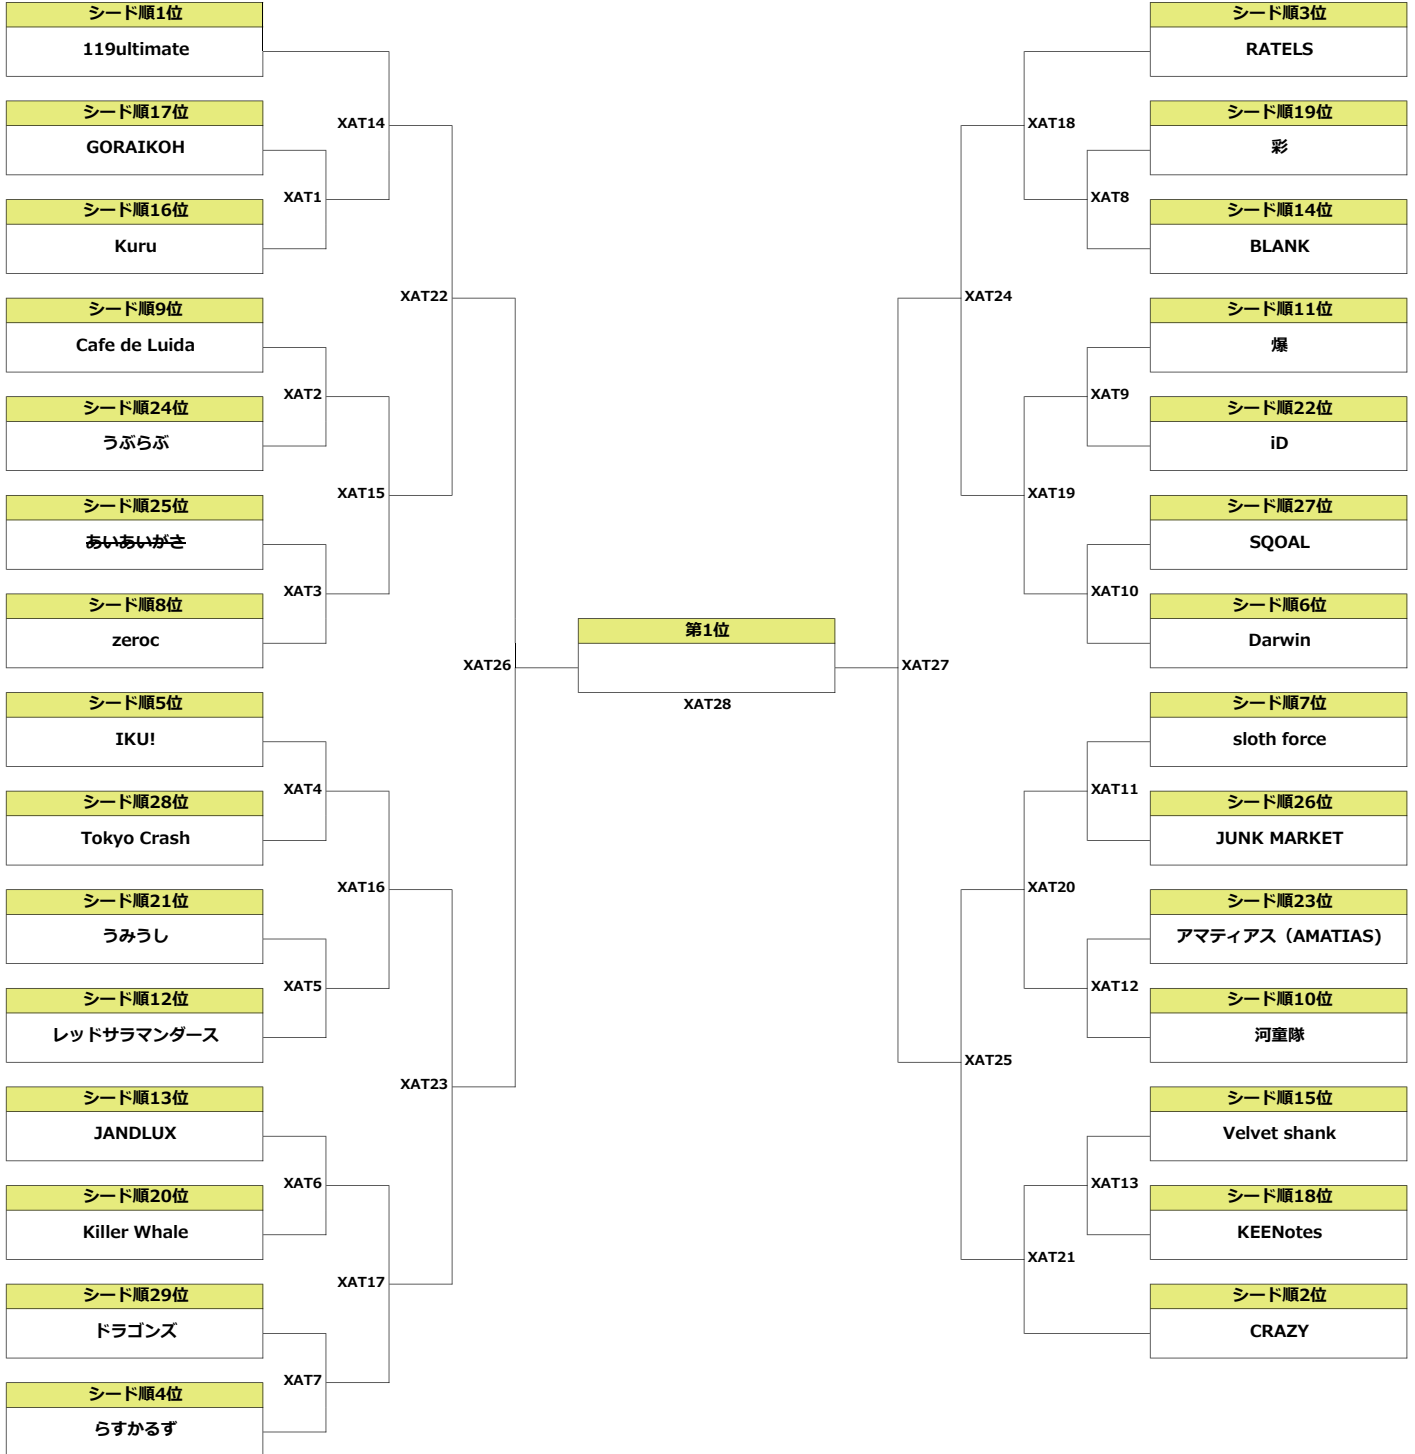 シード順1位
119ultimate
シード順17位
GORAIKOH
シード順16位
Kuru
シード順9位
Cafe de Luida
シード順24位
うぶらぶ
シード順25位
あいあいがさ
シード順8位
zeroc
シード順5位
IKU!
シード順28位
Tokyo Crash
シード順21位
うみうし
シード順12位
レッドサラマンダース
シード順13位
JANDLUX
シード順20位
Killer Whale
シード順29位
ドラゴンズ
シード順4位
らすかるず
XAT1
XAT2
XAT3
XAT4
XAT5
XAT6
XAT7
XAT14
XAT15
XAT16
XAT17
XAT22
XAT23
XAT26
第1位
XAT28
XAT27
XAT24
XAT25
XAT18
XAT19
XAT20
XAT21
XAT8
XAT9
XAT10
XAT11
XAT12
XAT13
シード順3位
RATELS
シード順19位
彩
シード順14位
BLANK
シード順11位
爆
シード順22位
iD
シード順27位
SQOAL
シード順6位
Darwin
シード順7位
sloth force
シード順26位
JUNK MARKET
シード順23位
アマティアス（AMATIAS)
シード順10位
河童隊
シード順15位
Velvet shank
シード順18位
KEENotes
シード順2位
CRAZY